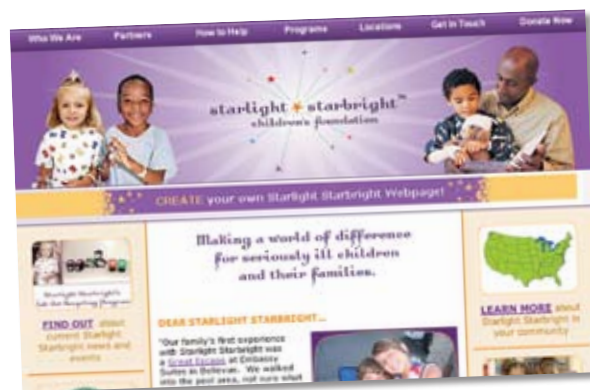 Who We Are Partners How to Help Programs Locations Get In Touch Donate Now
starlight starbright™
children's foundation
CREATE your own Starlight Starbright Webpage!
Making a world of difference
for seriously ill children
and their families.
FIND OUT about
current Starlight
Starbright news and
events
DEAR STARLIGHT STARBRIGHT...
"Our family's first experience
with Starlight Starbright was
a Great Escape at Embassy
Suites in Bellevue. We walked
into the pool area, not sure what
LEARN MORE about
Starlight Starbright in
your community